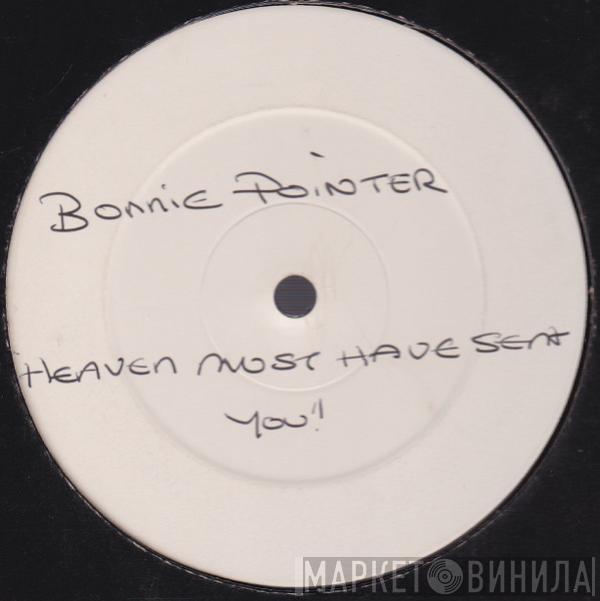 BONNIE POINTER
HEAVEN MUST HAVE SENT
YOU!!
МАРКЕТ ВИНИЛА